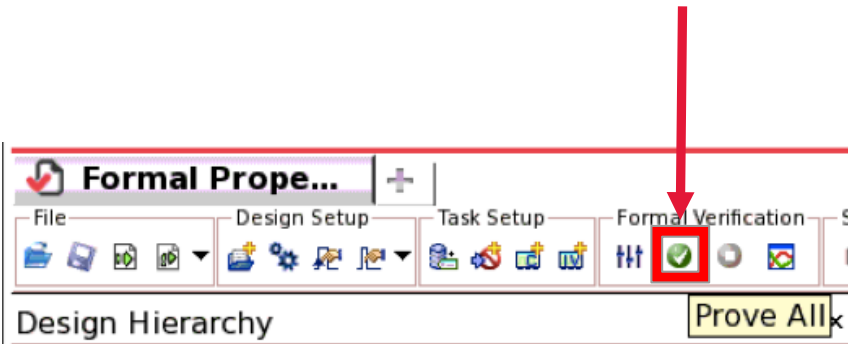 Formal Prope...
File
Design Setup
Task Setup
Formal Verification
S
Design Hierarchy
Prove All